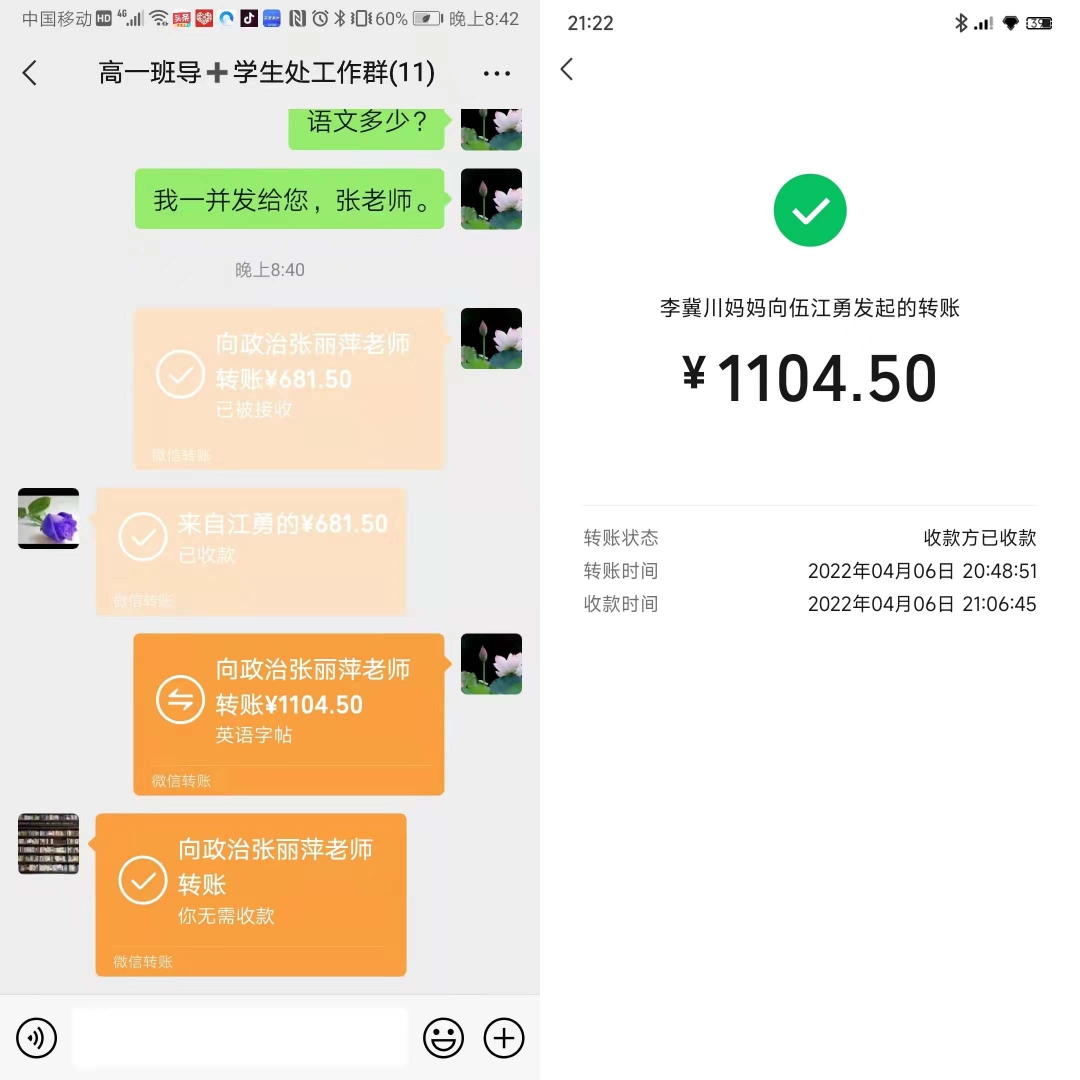 中国移动 HD 4G 60% 晚上8:42
高一班导➕学生处工作群(11)
语文多少？
我一并发给您，张老师。
晚上8:40
向政治张丽萍老师
转账¥681.50
已被接收
微信转账
来自江勇的¥681.50
已收款
微信转账
向政治张丽萍老师
转账¥1104.50
英语字帖
微信转账
向政治张丽萍老师
转账
你无需收款
微信转账
21:22
39
李冀川妈妈向伍江勇发起的转账
¥1104.50
转账状态 收款方已收款
转账时间 2022年04月06日 20:48:51
收款时间 2022年04月06日 21:06:45